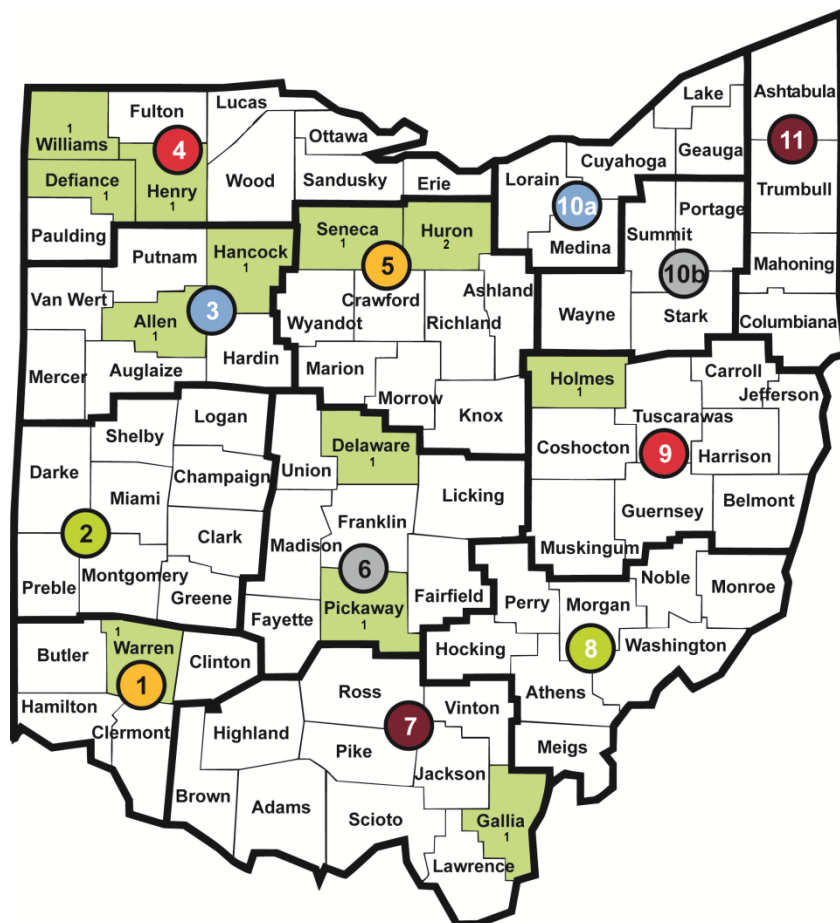 Ashtabula
Lake
Lucas
Fulton
1
Williams
4
11
Ottawa
Geauga
Cuyahoga
Defiance
1
Henry
1
Wood
Sandusky
Erie
Lorain
Trumbull
10a
Portage
Paulding
Seneca
1
Huron
2
Summit
Putnam
Hancock
1
Medina
5
Mahoning
10b
Ashland
Van Wert
Crawford
3
Allen
1
Wyandot
Richland
Wayne
Stark
Columbiana
Hardin
Marion
Auglaize
Mercer
Holmes
1
Carroll
Jefferson
Morrow
Logan
Knox
Tuscarawas
Shelby
Delaware
1
Coshocton
9
Harrison
Darke
Union
Champaign
Miami
Licking
Belmont
Guernsey
2
Clark
Franklin
Madison
Muskingum
6
Noble
Preble
Montgomery
Greene
Pickaway
1
Fairfield
Perry
Morgan
Monroe
Fayette
1
Warren
Butler
Clinton
Hocking
8
Washington
1
Hamilton
Ross
Athens
Vinton
Clermont
Highland
7
Pike
Meigs
Jackson
Brown
Adams
Scioto
Gallia
1
Lawrence